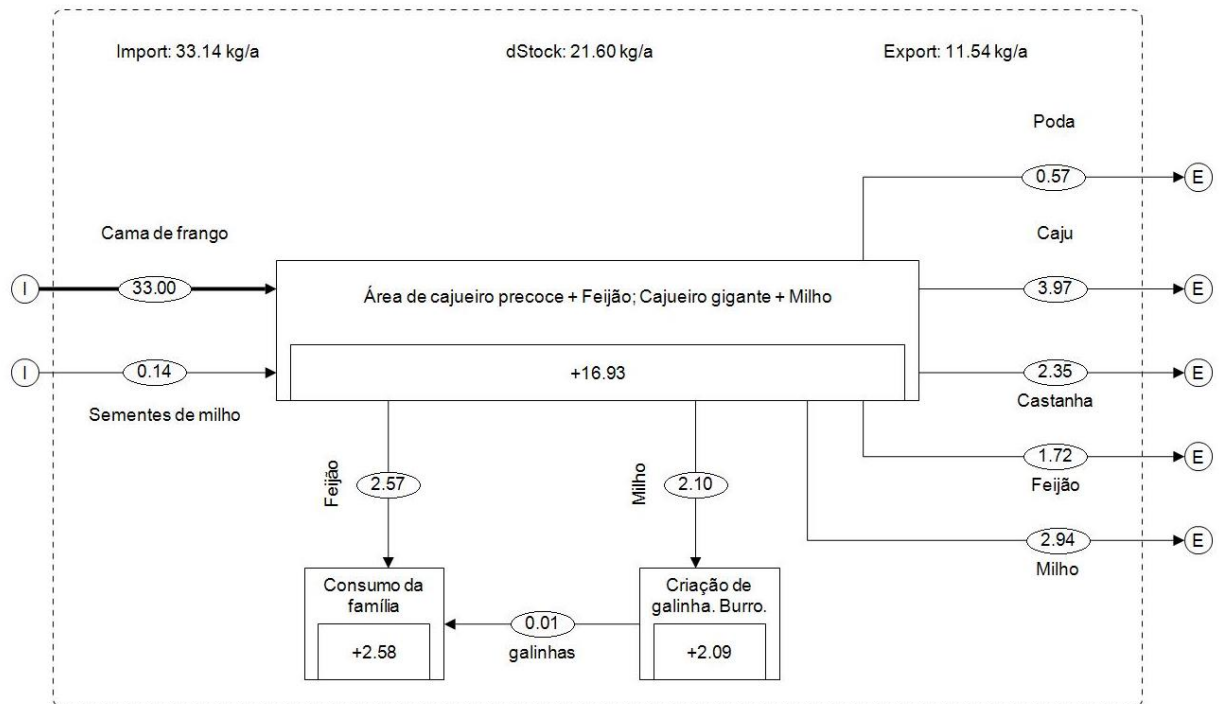 Import: 33.14 kg/a
dStock: 21.60 kg/a
Export: 11.54 kg/a
Poda
0.57
E
Cama de frango
Caju
I
33.00
Área de cajueiro precoce + Feijão; Cajueiro gigante + Milho
3.97
E
I
0.14
+16.93
2.35
E
Sementes de milho
Castanha
Feijão
2.57
Milho
2.10
1.72
E
Feijão
2.94
E
Milho
Consumo da
família
+2.58
0.01
galinhas
Criação de
galinha. Burro.
+2.09